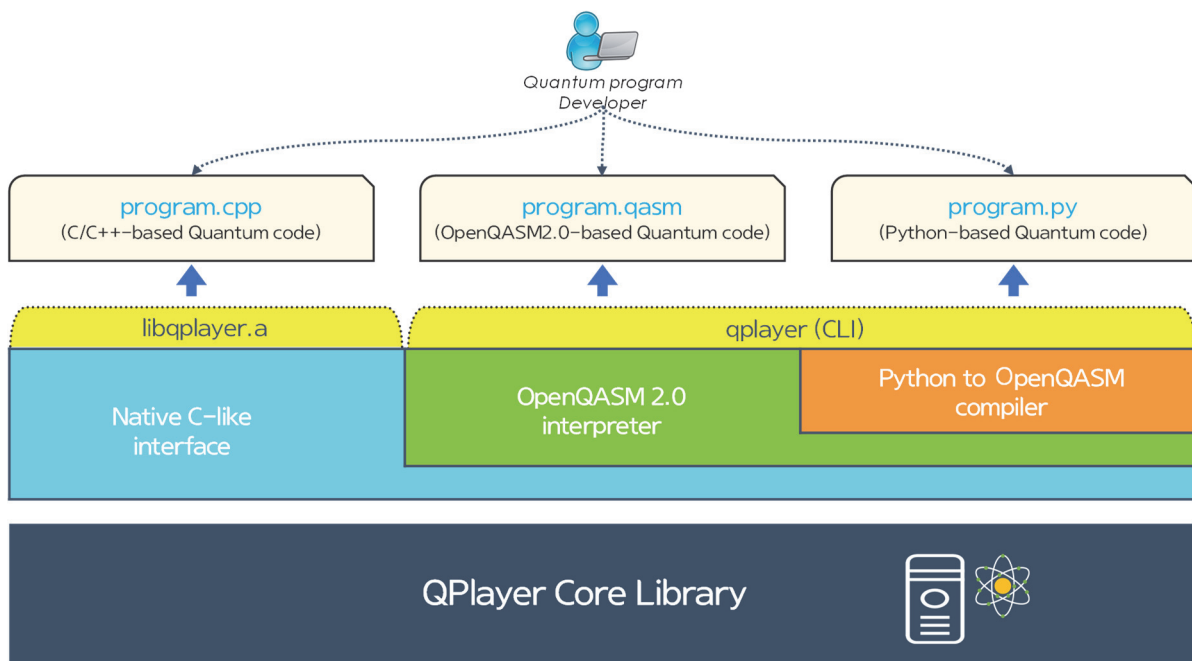 Quantum program
Developer
program.cpp
(C/C++-based Quantum code)
program.qasm
(OpenQASM2.0-based Quantum code)
program.py
(Python-based Quantum code)
libqplayer.a
qplayer (CLI)
Native C-like
interface
OpenQASM 2.0
interpreter
Python to OpenQASM
compiler
QPlayer Core Library